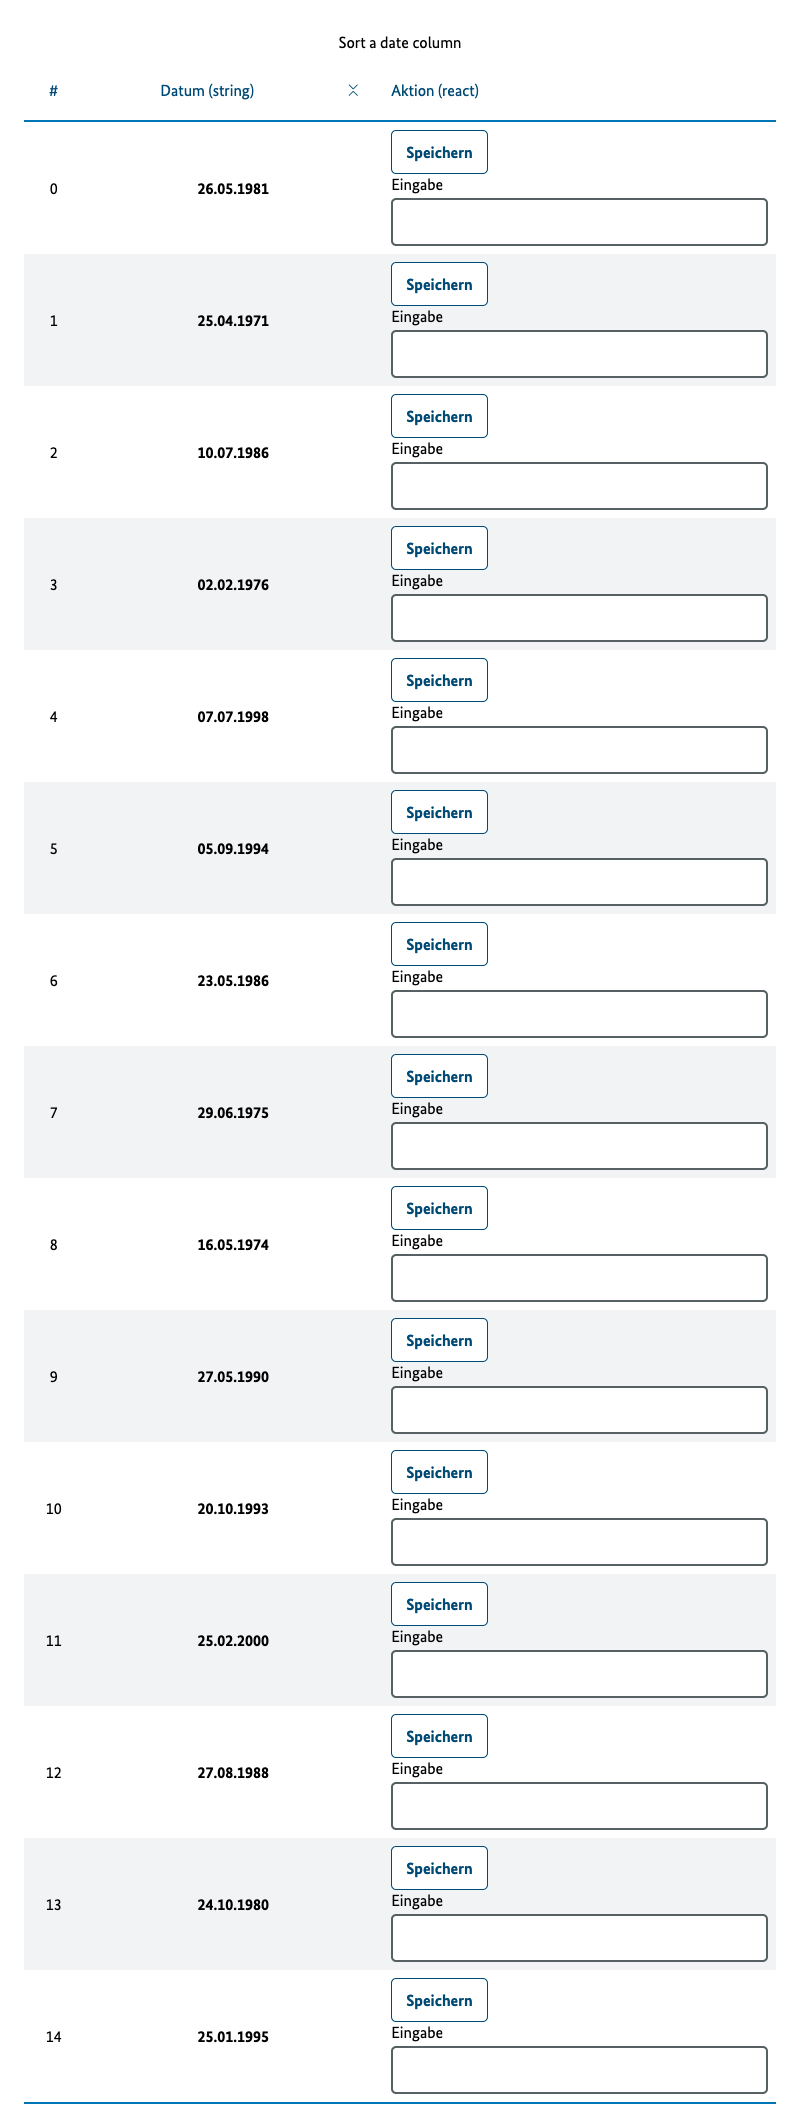 Sort a date column
# Datum (string) Aktion (react)
Speichern
Eingabe
0 26.05.1981
Speichern
Eingabe
1 25.04.1971
Speichern
Eingabe
2 10.07.1986
Speichern
Eingabe
3 02.02.1976
Speichern
Eingabe
4 07.07.1998
Speichern
Eingabe
5 05.09.1994
Speichern
Eingabe
6 23.05.1986
Speichern
Eingabe
7 29.06.1975
Speichern
Eingabe
8 16.05.1974
Speichern
Eingabe
9 27.05.1990
Speichern
Eingabe
10 20.10.1993
Speichern
Eingabe
11 25.02.2000
Speichern
Eingabe
12 27.08.1988
Speichern
Eingabe
13 24.10.1980
Speichern
Eingabe
14 25.01.1995